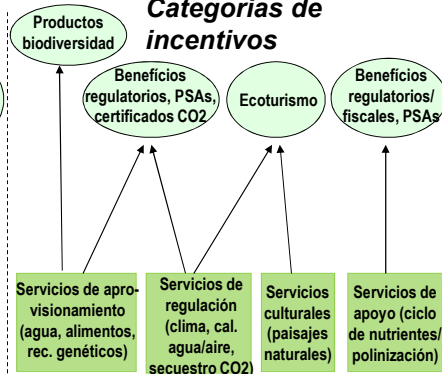 Categorías de
incentivos
Productos
biodiversidad
Benefícios
regulatorios, PSAs,
certificados CO2
Ecoturismo
Benefícios
regulatorios/
fiscales, PSAs
Servicios de apro-
visionamiento
(agua, alimentos,
rec. genéticos)
Servicios de
regulación
(clima, cal.
agua/aire,
secuestro CO2)
Servicios
culturales
(paisajes
naturales)
Servicios de
apoyo (ciclo
de nutrientes/
polinización)